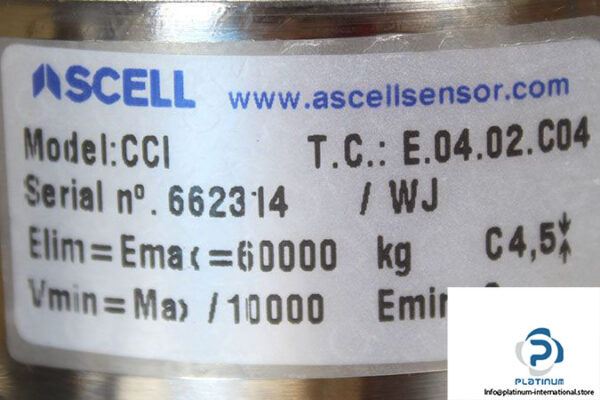 ASCELL www.ascellsensor.com
Model:CCI T.C.: E.04.02.C04
Serial nº. 662314 / WJ
Elim=Emax=60000 kg C4,5
Vmin=Max /10000
PLATINUM
Info@platinum-international.store